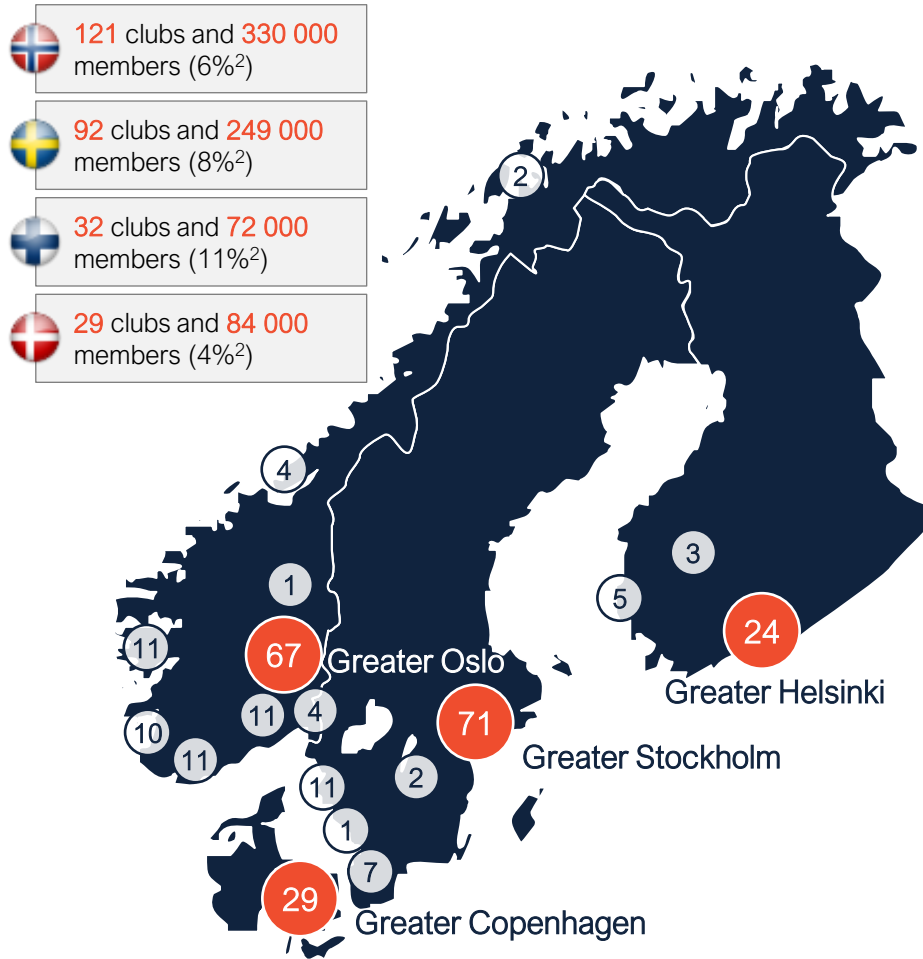 121 clubs and 330 000
members (6%²)
92 clubs and 249 000
members (8%²)
32 clubs and 72 000
members (11%²)
29 clubs and 84 000
members (4%²)
2
4
1
3
5
11
67
Greater Oslo
24
Greater Helsinki
10
11
4
71
11
Greater Stockholm
2
11
1
7
29
Greater Copenhagen